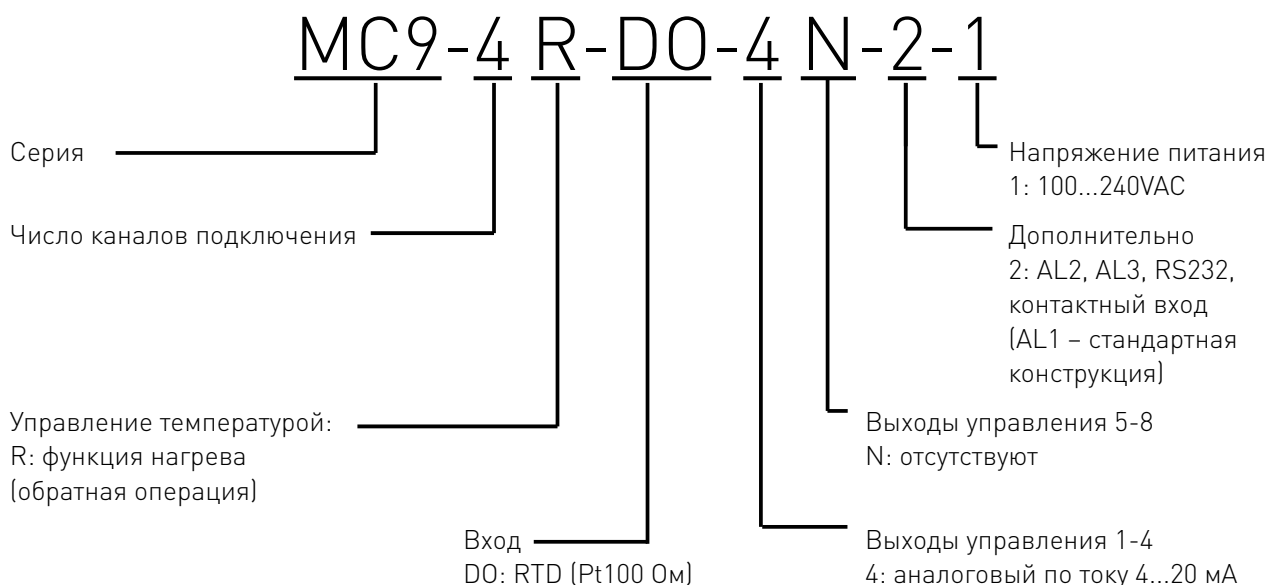 MC9-4 R-DO-4 N-2-1
Серия
Число каналов подключения
Управление температурой:
R: функция нагрева
(обратная операция)
Вход
DO: RTD (Pt100 Ом)
Напряжение питания
1: 100...240VAC
Дополнительно
2: AL2, AL3, RS232,
контактный вход
(AL1 – стандартная
конструкция)
Выходы управления 5-8
N: отсутствуют
Выходы управления 1-4
4: аналоговый по току 4...20 мА